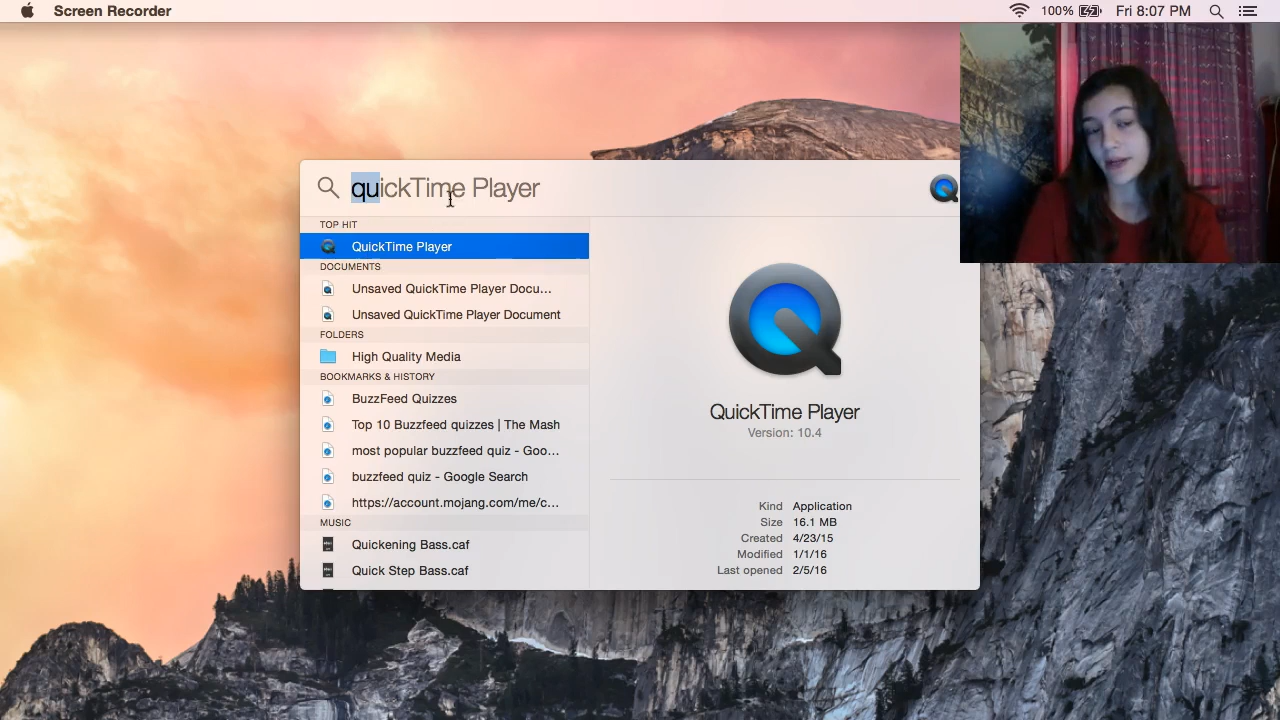 Screen Recorder
100%
Fri 8:07 PM
quickTime Player
TOP HIT
QuickTime Player
DOCUMENTS
Unsaved QuickTime Player Docu...
Unsaved QuickTime Player Document
FOLDERS
High Quality Media
BOOKMARKS & HISTORY
BuzzFeed Quizzes
Top 10 Buzzfeed quizzes | The Mash
most popular buzzfeed quiz - Goo...
buzzfeed quiz - Google Search
https://account.mojang.com/me/c...
MUSIC
Quickening Bass.caf
Quick Step Bass.caf
QuickTime Player
Version: 10.4
Kind Application
Size 16.1 MB
Created 4/23/15
Modified 1/1/16
Last opened 2/5/16